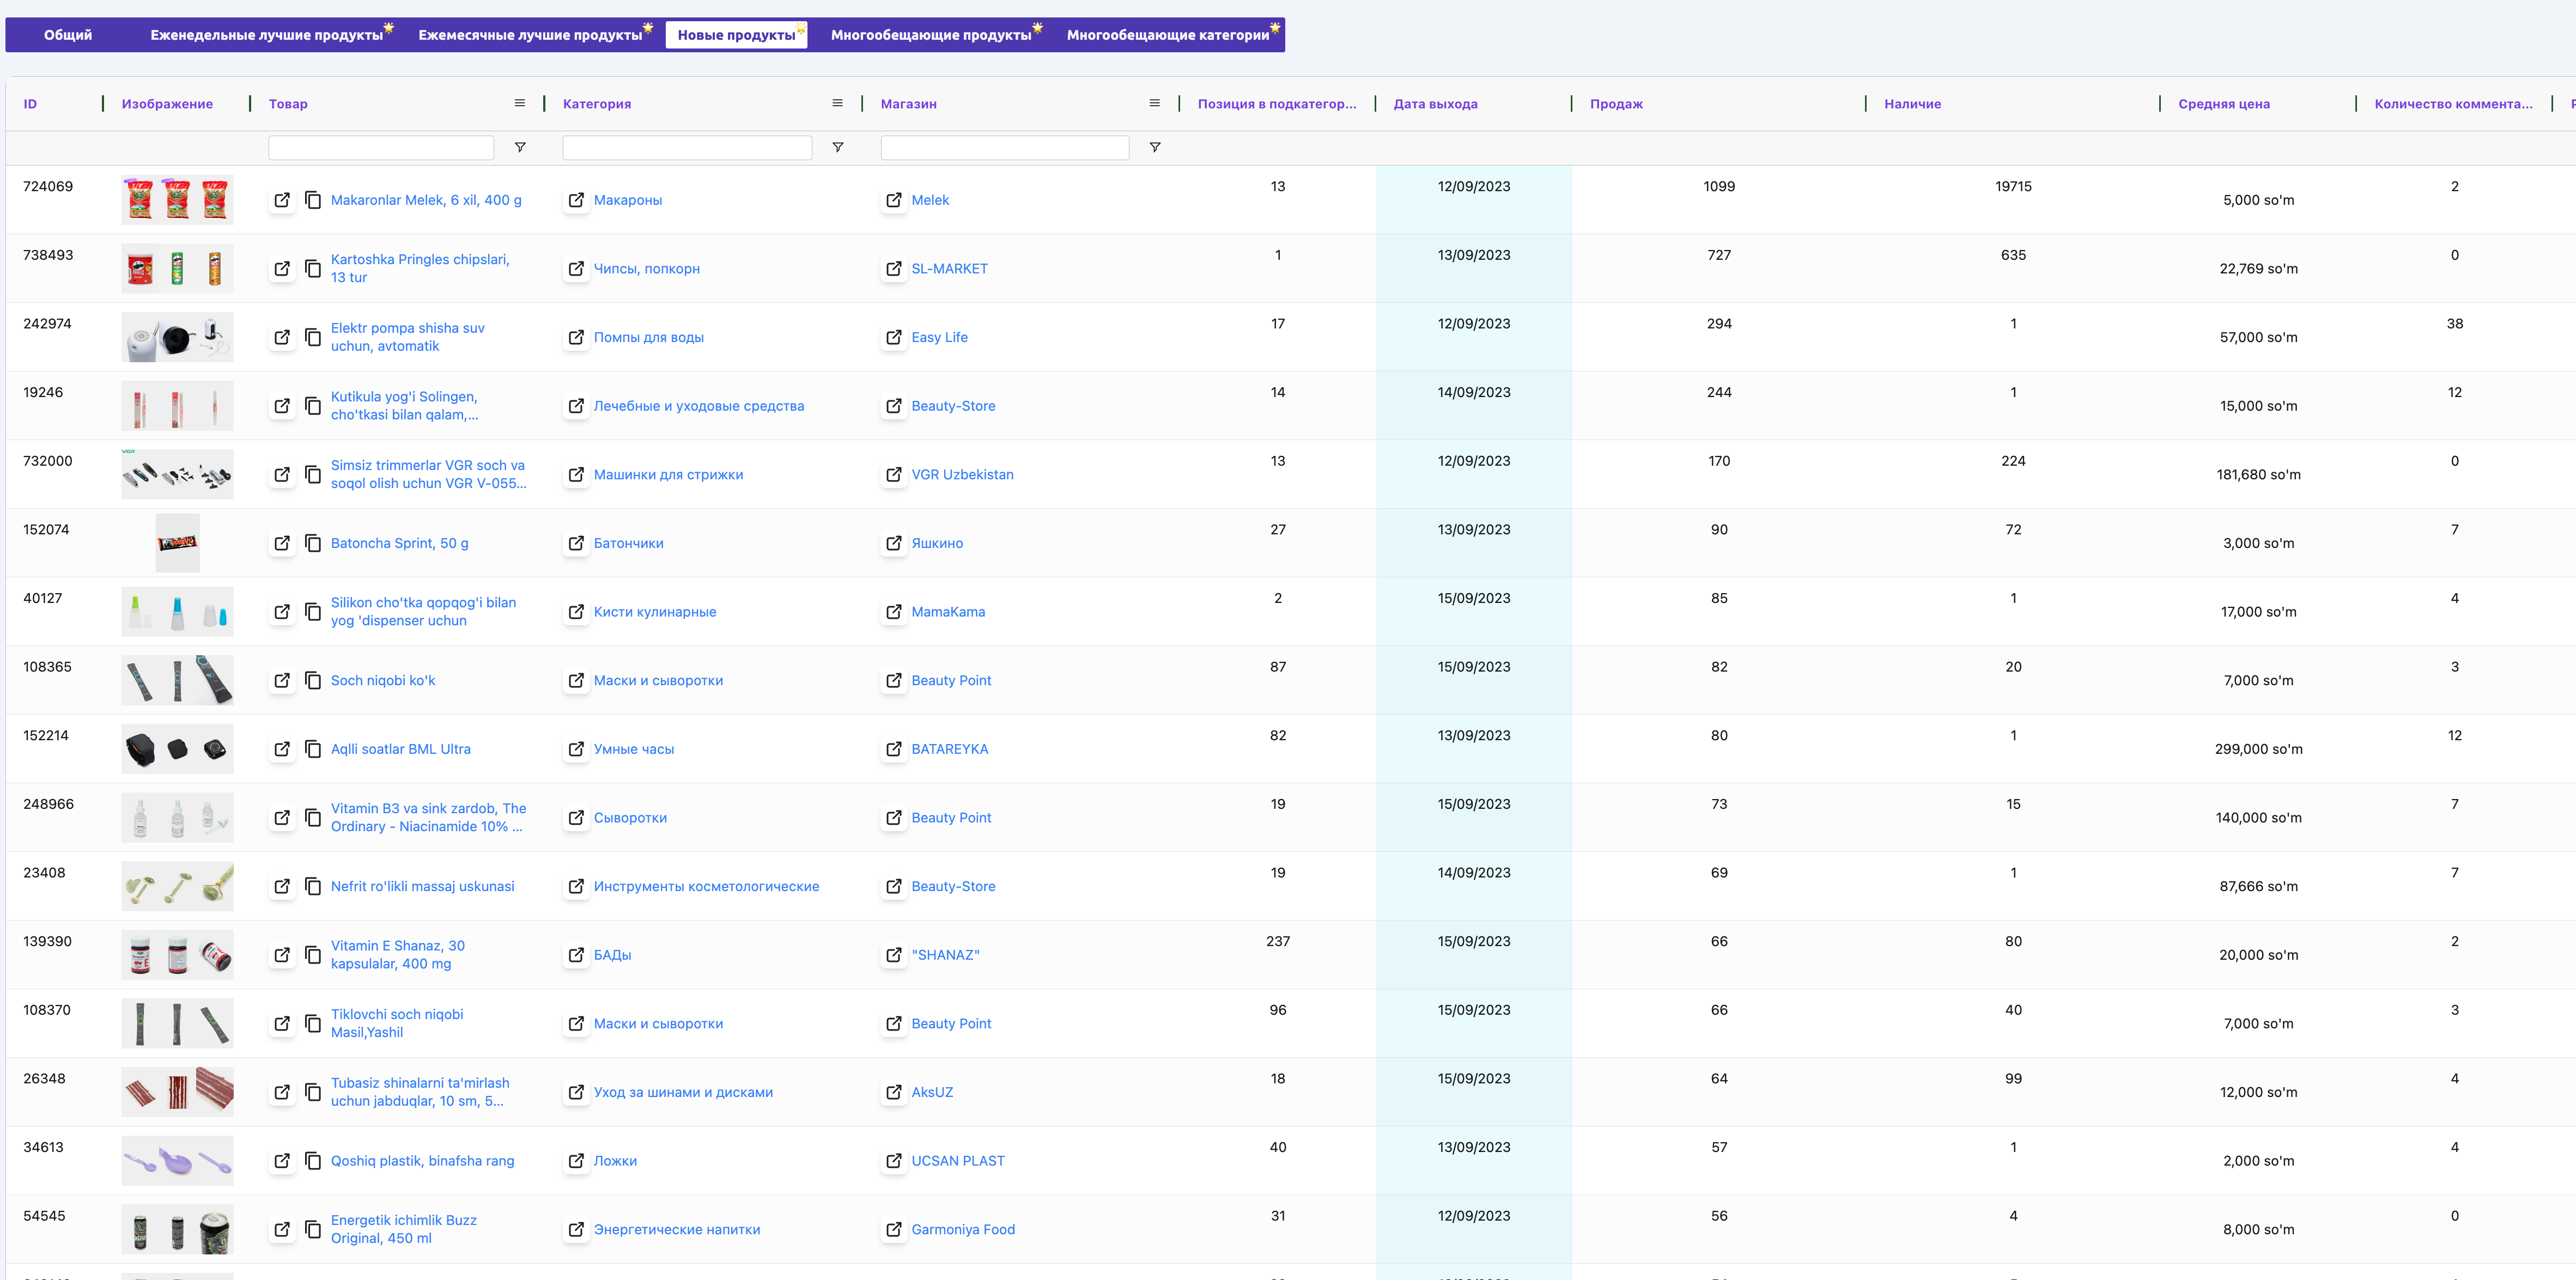 Общий Еженедельные лучшие продукты Ежемесячные лучшие продукты Новые продукты Многообещающие продукты Многообещающие категории
ID Изображение Товар Категория Магазин Позиция в подкатегор... Дата выхода Продаж Наличие Средняя цена Количество коммента...
724069 Makaronlar Melek, 6 xil, 400 g Макароны Melek 13 12/09/2023 1099 19715 5,000 so'm 2
738493 Kartoshka Pringles chipslari, Чипсы, попкорн SL-MARKET 1 13/09/2023 727 635 22,769 so'm 0
13 tur
242974 Elektr pompa shisha suv Помпы для воды Easy Life 17 12/09/2023 294 1 57,000 so'm 38
uchun, avtomatik
19246 Kutikula yog'i Solingen, Лечебные и уходовые средства Beauty-Store 14 14/09/2023 244 1 15,000 so'm 12
cho'tkasi bilan qalam,...
732000 Simsiz trimmerlar VGR soch va Машинки для стрижки VGR Uzbekistan 13 12/09/2023 170 224 181,680 so'm 0
soqol olish uchun VGR V-055...
152074 Batoncha Sprint, 50 g Батончики Яшкино 27 13/09/2023 90 72 3,000 so'm 7
40127 Silikon cho'tka qopqog'i bilan Кисти кулинарные MamaKama 2 15/09/2023 85 1 17,000 so'm 4
yog 'dispenser uchun
108365 Soch niqobi ko'k Маски и сыворотки Beauty Point 87 15/09/2023 82 20 7,000 so'm 3
152214 Aqlli soatlar BML Ultra Умные часы BATAREYKA 82 13/09/2023 80 1 299,000 so'm 12
248966 Vitamin B3 va sink zardob, The Сыворотки Beauty Point 19 15/09/2023 73 15 140,000 so'm 7
Ordinary - Niacinamide 10% ...
23408 Nefrit ro'likli massaj uskunasi Инструменты косметологические Beauty-Store 19 14/09/2023 69 1 87,666 so'm 7
139390 Vitamin E Shanaz, 30 БАДы "SHANAZ" 237 15/09/2023 66 80 20,000 so'm 2
kapsulalar, 400 mg
108370 Tiklovchi soch niqobi Маски и сыворотки Beauty Point 96 15/09/2023 66 40 7,000 so'm 3
Masil,Yashil
26348 Tubasiz shinalarni ta'mirlash Уход за шинами и дисками AksUZ 18 15/09/2023 64 99 12,000 so'm 4
uchun jabduqlar, 10 sm, 5...
34613 Qoshiq plastik, binafsha rang Ложки UCSAN PLAST 40 13/09/2023 57 1 2,000 so'm 4
54545 Energetik ichimlik Buzz Энергетические напитки Garmoniya Food 31 12/09/2023 56 4 8,000 so'm 0
Original, 450 ml